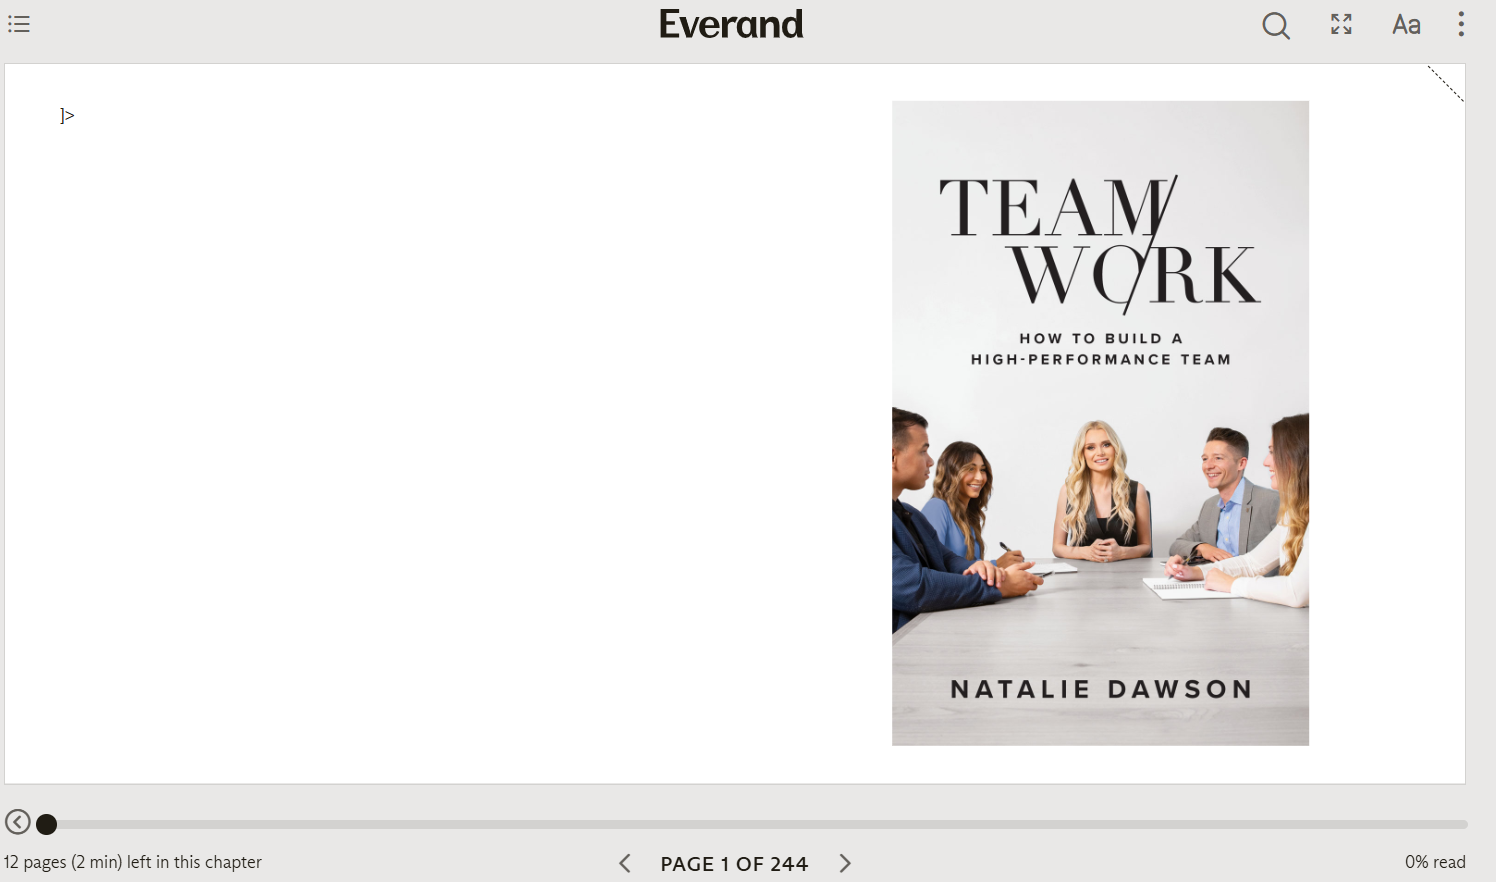 Everand
Aa
]>
TEAM
WORK
HOW TO BUILD A
HIGH-PERFORMANCE TEAM
NATALIE DAWSON
12 pages (2 min) left in this chapter
PAGE 1 OF 244
0% read